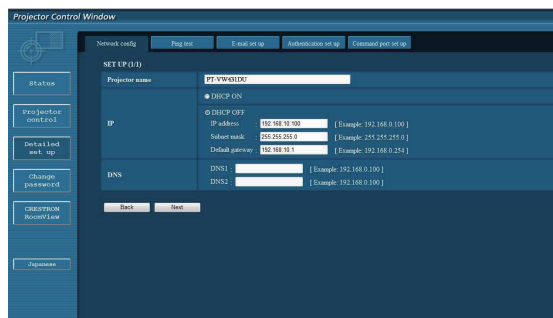 Projector Control Window
Network config Ping test E-mail set up Authentication set up Command port set up
SET UP (1/1)
Projector name PT-VW431DU
DHCP ON
IP DHCP OFF
IP address : 192.168.10.100 [ Example: 192.168.0.100 ]
Subnet mask : 255.255.255.0 [ Example: 255.255.255.0 ]
Default gateway : 192.168.10.1 [ Example: 192.168.0.254 ]
DNS DNS1 : [ Example: 192.168.0.100 ]
DNS2 : [ Example: 192.168.0.100 ]
Back Next
Status
Projector
control
Detailed
set up
Change
password
CRESTRON
RoomView
Japanese